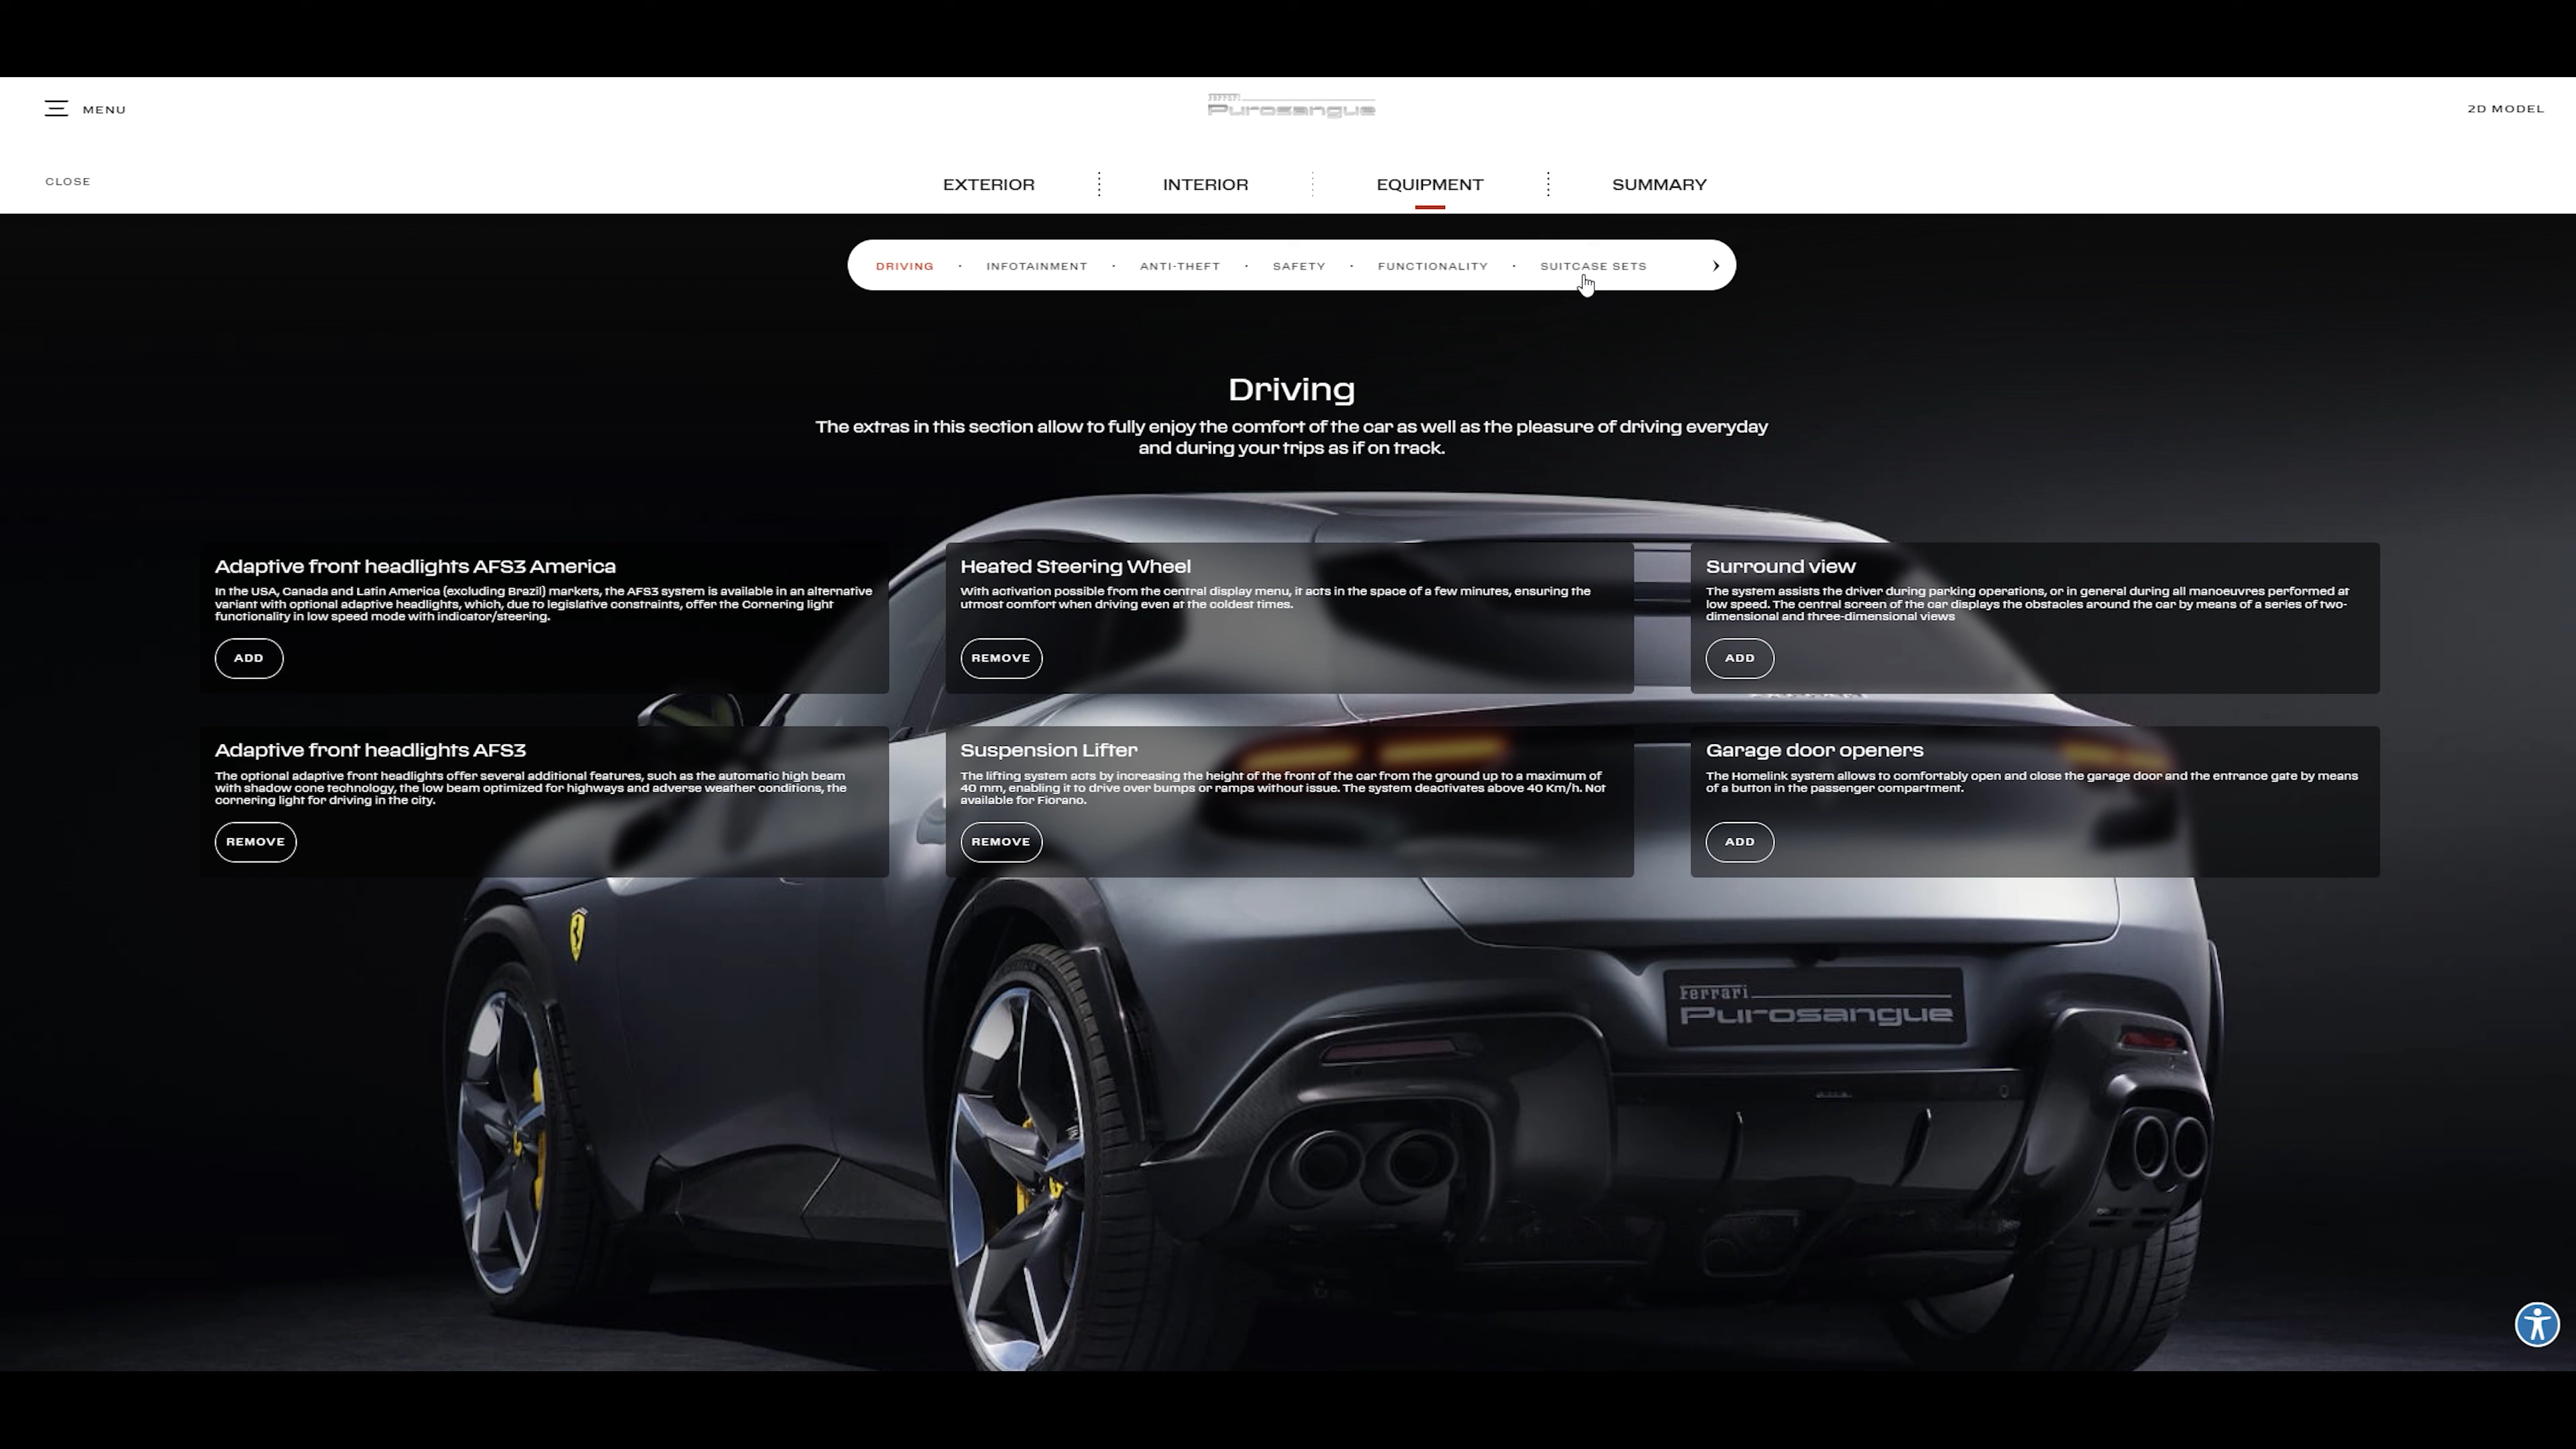 MENU
Ferrari
Purosangue
2D MODEL
CLOSE
EXTERIOR
INTERIOR
EQUIPMENT
SUMMARY
DRIVING · INFOTAINMENT · ANTI-THEFT · SAFETY · FUNCTIONALITY · SUITCASE SETS
Driving
The extras in this section allow to fully enjoy the comfort of the car as well as the pleasure of driving everyday
and during your trips as if on track.
Adaptive front headlights AFS3 America
In the USA, Canada and Latin America (excluding Brazil) markets, the AFS3 system is available in an alternative
variant with optional adaptive headlights, which, due to legislative constraints, offer the Cornering light
functionality in low speed mode with indicator/steering.
ADD
Heated Steering Wheel
With activation possible from the central display menu, it acts in the space of a few minutes, ensuring the
utmost comfort when driving even at the coldest times.
REMOVE
Surround view
The system assists the driver during parking operations, or in general during all manoeuvres performed at
low speed. The central screen of the car displays the obstacles around the car by means of a series of two-
dimensional and three-dimensional views
ADD
Adaptive front headlights AFS3
The optional adaptive front headlights offer several additional features, such as the automatic high beam
with shadow cone technology, the low beam optimized for highways and adverse weather conditions, the
cornering light for driving in the city.
REMOVE
Suspension Lifter
The lifting system acts by increasing the height of the front of the car from the ground up to a maximum of
40 mm, enabling it to drive over bumps or ramps without issue. The system deactivates above 40 Km/h. Not
available for Fiorano.
REMOVE
Garage door openers
The Homelink system allows to comfortably open and close the garage door and the entrance gate by means
of a button in the passenger compartment.
ADD
Ferrari
Purosangue